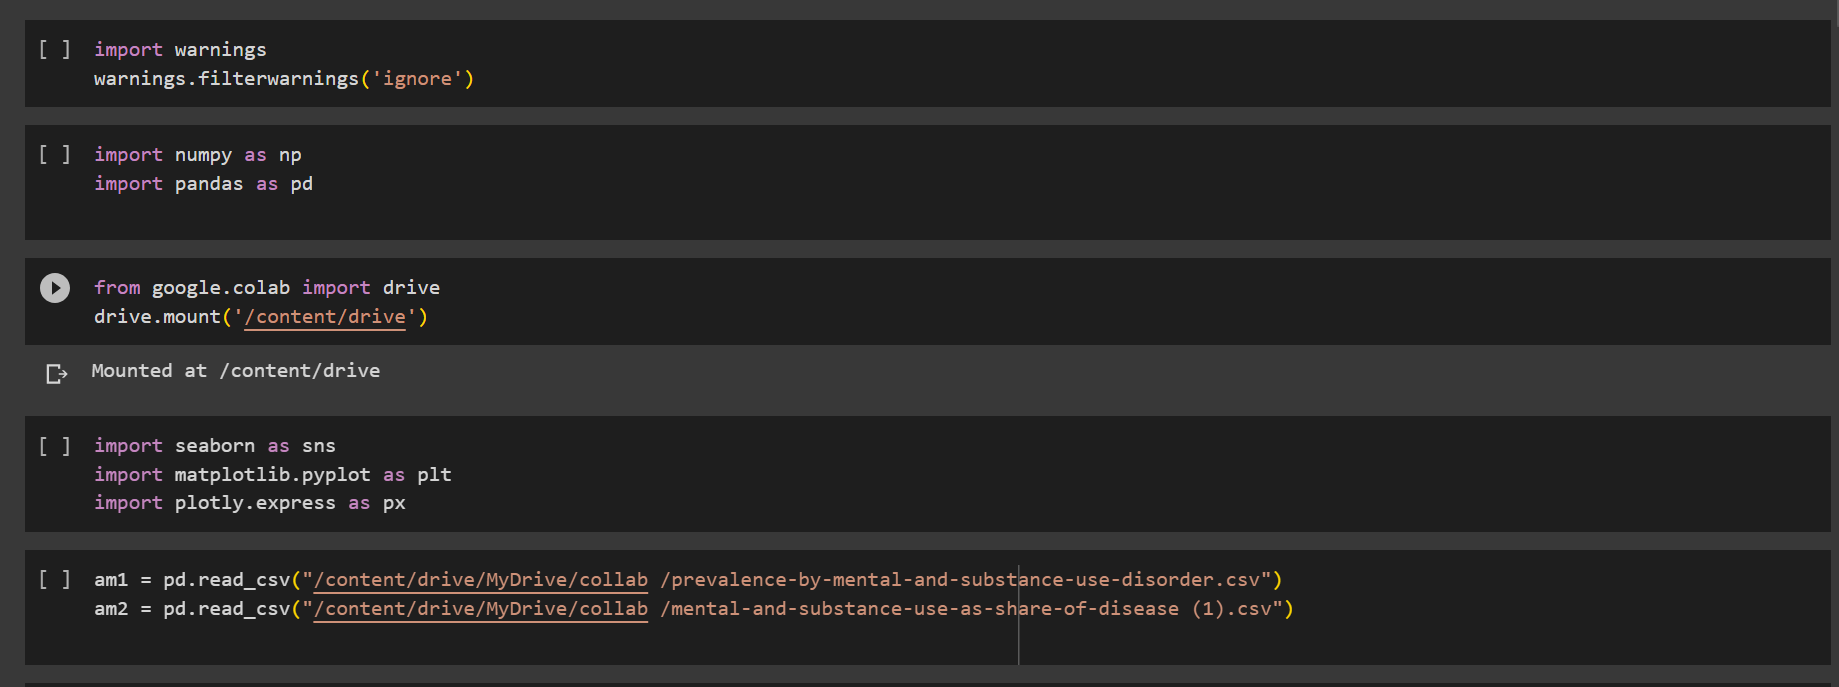 [ ] import warnings
warnings.filterwarnings('ignore')
[ ] import numpy as np
import pandas as pd
from google.colab import drive
drive.mount('/content/drive')
Mounted at /content/drive
[ ] import seaborn as sns
import matplotlib.pyplot as plt
import plotly.express as px
[ ] am1 = pd.read_csv("/content/drive/MyDrive/collab /prevalence-by-mental-and-substance-use-disorder.csv")
am2 = pd.read_csv("/content/drive/MyDrive/collab /mental-and-substance-use-as-share-of-disease (1).csv")